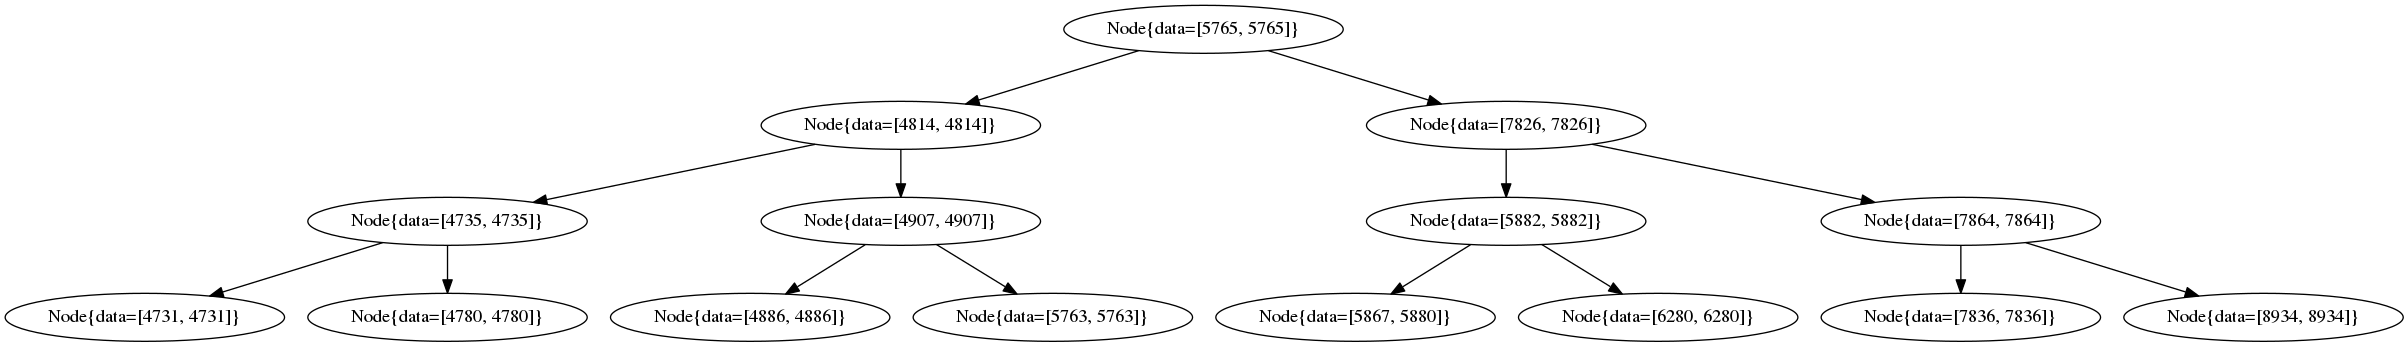 Node{data=[5765, 5765]}
Node{data=[4814, 4814]}
Node{data=[7826, 7826]}
Node{data=[4735, 4735]}
Node{data=[4907, 4907]}
Node{data=[5882, 5882]}
Node{data=[7864, 7864]}
Node{data=[4731, 4731]}
Node{data=[4780, 4780]}
Node{data=[4886, 4886]}
Node{data=[5763, 5763]}
Node{data=[5867, 5880]}
Node{data=[6280, 6280]}
Node{data=[7836, 7836]}
Node{data=[8934, 8934]}